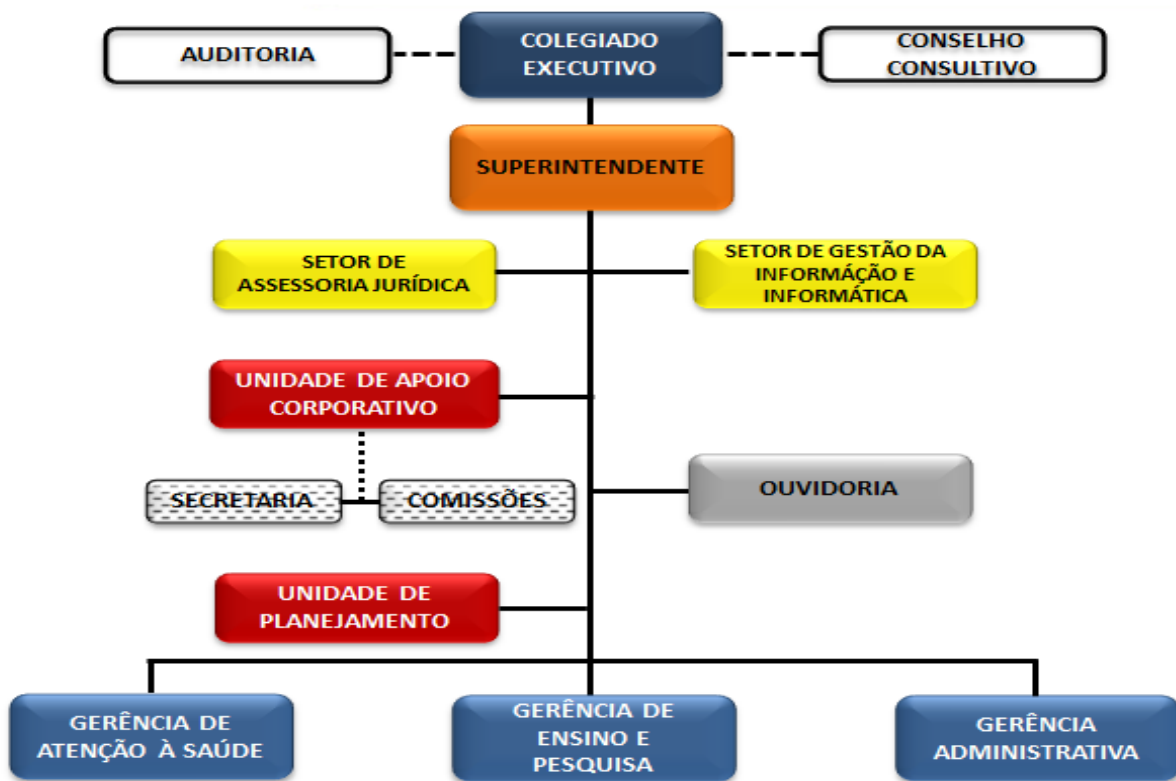 AUDITORIA
COLEGIADO
EXECUTIVO
CONSELHO
CONSULTIVO
SUPERINTENDENTE
SETOR DE
ASSESSORIA JURÍDICA
SETOR DE GESTÃO DA
INFORMÁÇÃO E
INFORMÁTICA
UNIDADE DE APOIO
CORPORATIVO
SECRETARIA
COMISSÕES
OUVIDORIA
UNIDADE DE
PLANEJAMENTO
GERÊNCIA DE
ATENÇÃO À SAÚDE
GERÊNCIA DE
ENSINO E
PESQUISA
GERÊNCIA
ADMINISTRATIVA